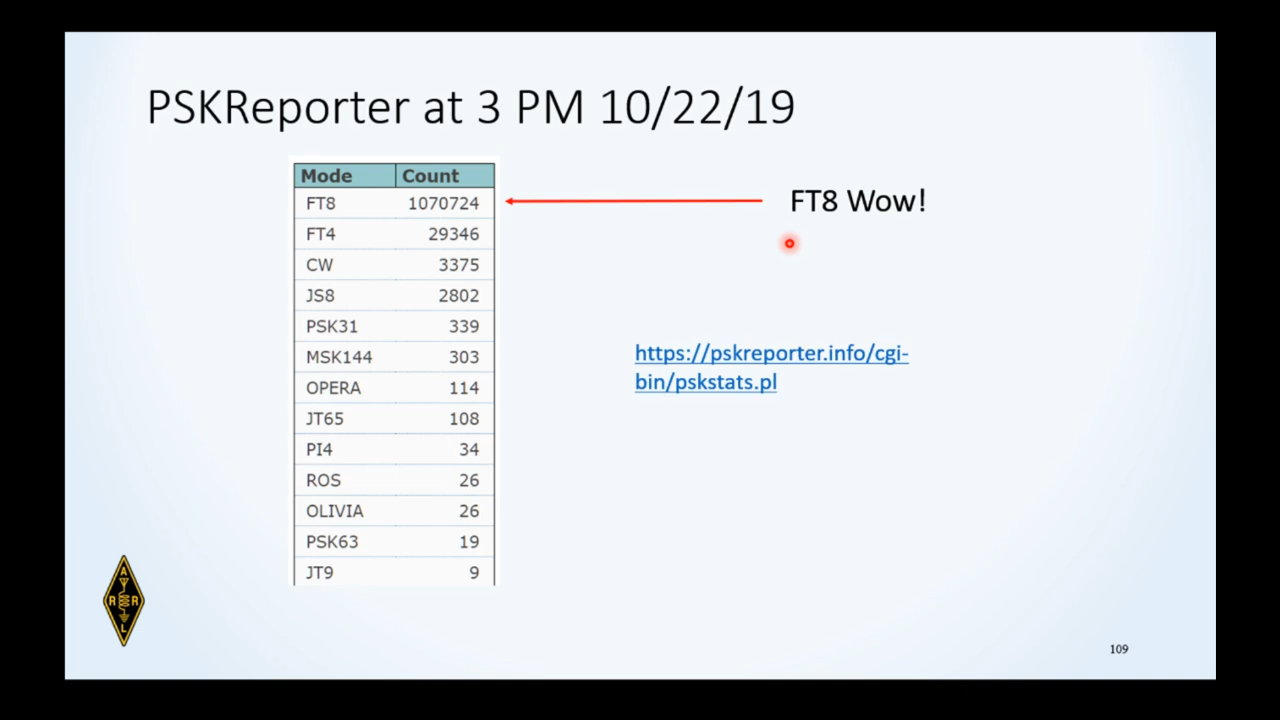 PSKReporter at 3 PM 10/22/19
Mode Count
FT8 1070724
FT8 Wow!
FT4 29346
CW 3375
JS8 2802
PSK31 339
MSK144 303
OPERA 114
JT65 108
PI4 34
ROS 26
OLIVIA 26
PSK63 19
JT9 9
https://pskreporter.info/cgi-
bin/pskstats.pl
A
R R
L
109